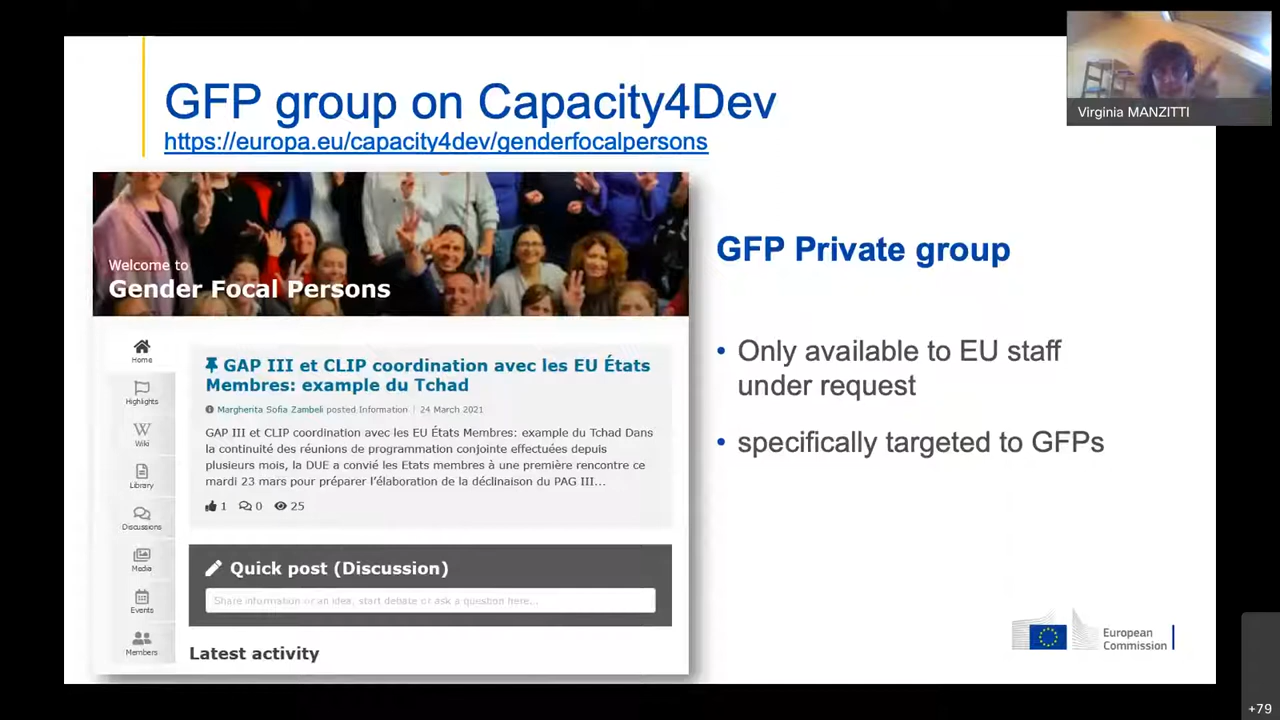 GFP group on Capacity4Dev
https://europa.eu/capacity4dev/genderfocalpersons
Virginia MANZITTI
Welcome to
Gender Focal Persons
Home
Highlights
Wiki
Library
Discussions
Media
Events
Members
GAP III et CLIP coordination avec les EU États
Membres: example du Tchad
Margherita Sofia Zambeli posted Information | 24 March 2021
GAP III et CLIP coordination avec les EU États Membres: example du Tchad Dans
la continuité des réunions de programmation conjointe effectuées depuis
plusieurs mois, la DUE a convié les Etats membres à une première rencontre ce
mardi 23 mars pour préparer l'élaboration de la déclinaison du PAG III...
1 0 25
Quick post (Discussion)
Share information or an idea, start debate or ask a question here...
Latest activity
GFP Private group
• Only available to EU staff
under request
• specifically targeted to GFPs
European
Commission
+79